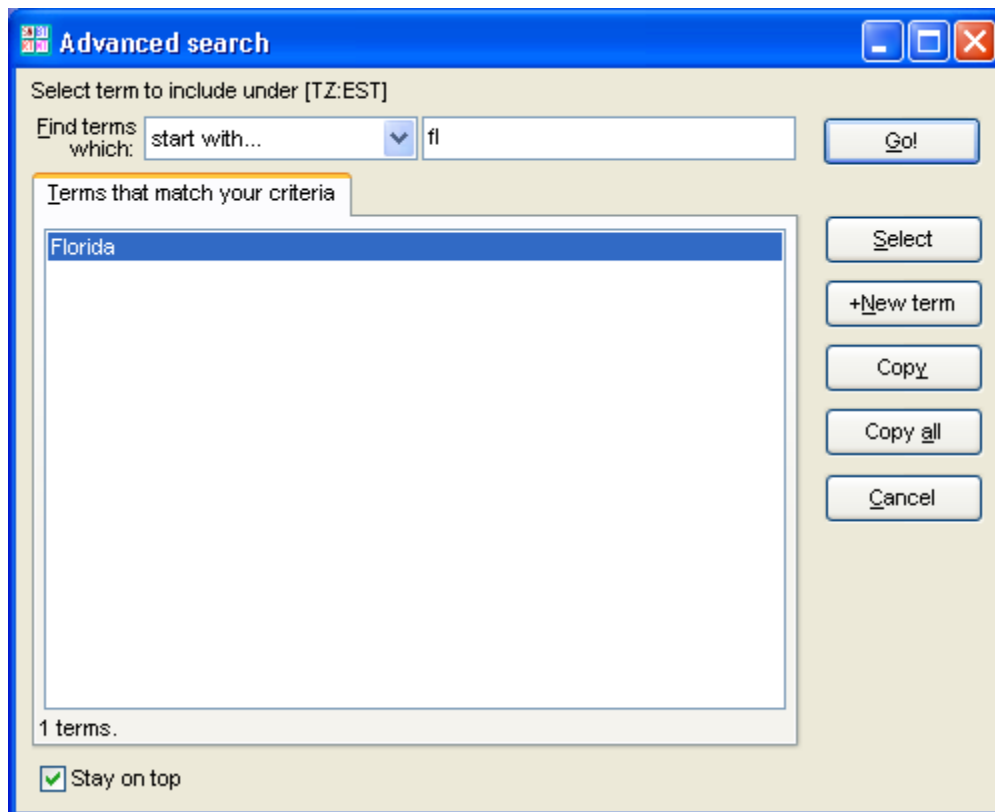 Advanced search
Select term to include under [TZ:EST]
Find terms which:
start with...
fl
Go!
Terms that match your criteria
Florida
Select
+New term
Copy
Copy all
Cancel
1 terms.
Stay on top